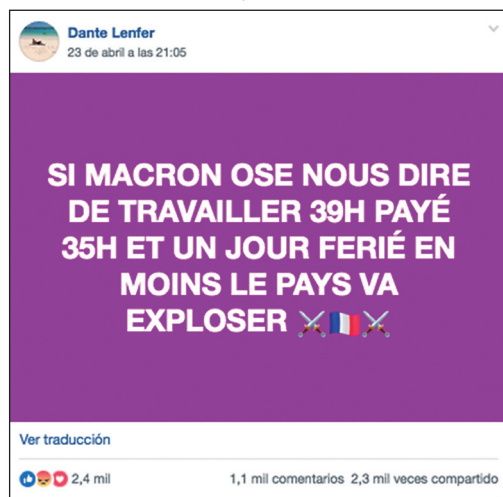 Dante Lenfer
23 de abril a las 21:05
SI MACRON OSE NOUS DIRE
DE TRAVAILLER 39H PAYÉ
35H ET UN JOUR FERIÉ EN
MOINS LE PAYS VA
EXPLOSER ⚔️🇫🇷⚔️
Ver traducción
2,4 mil 1,1 mil comentarios 2,3 mil veces compartido